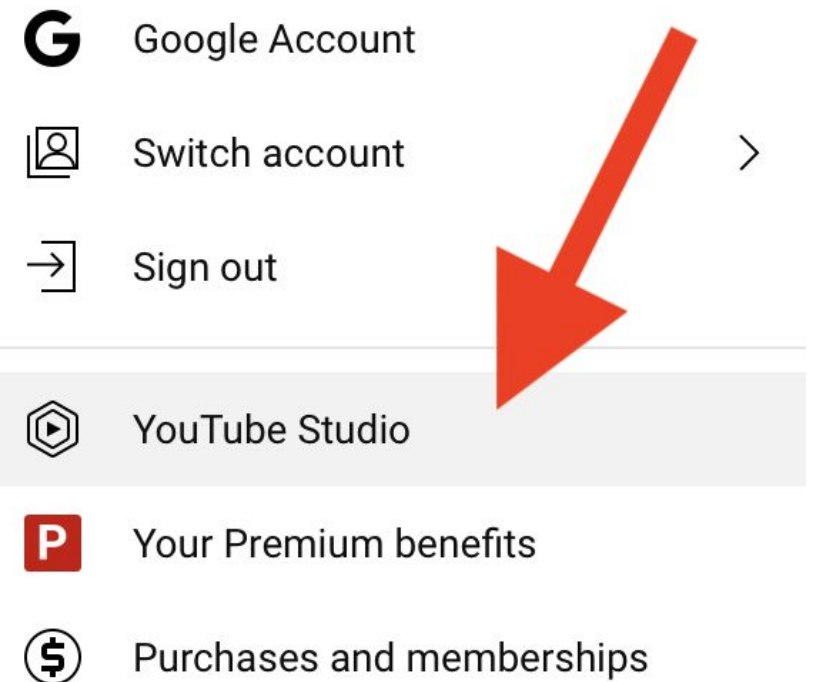 G Google Account
Switch account
Sign out
YouTube Studio
P Your Premium benefits
$ Purchases and memberships